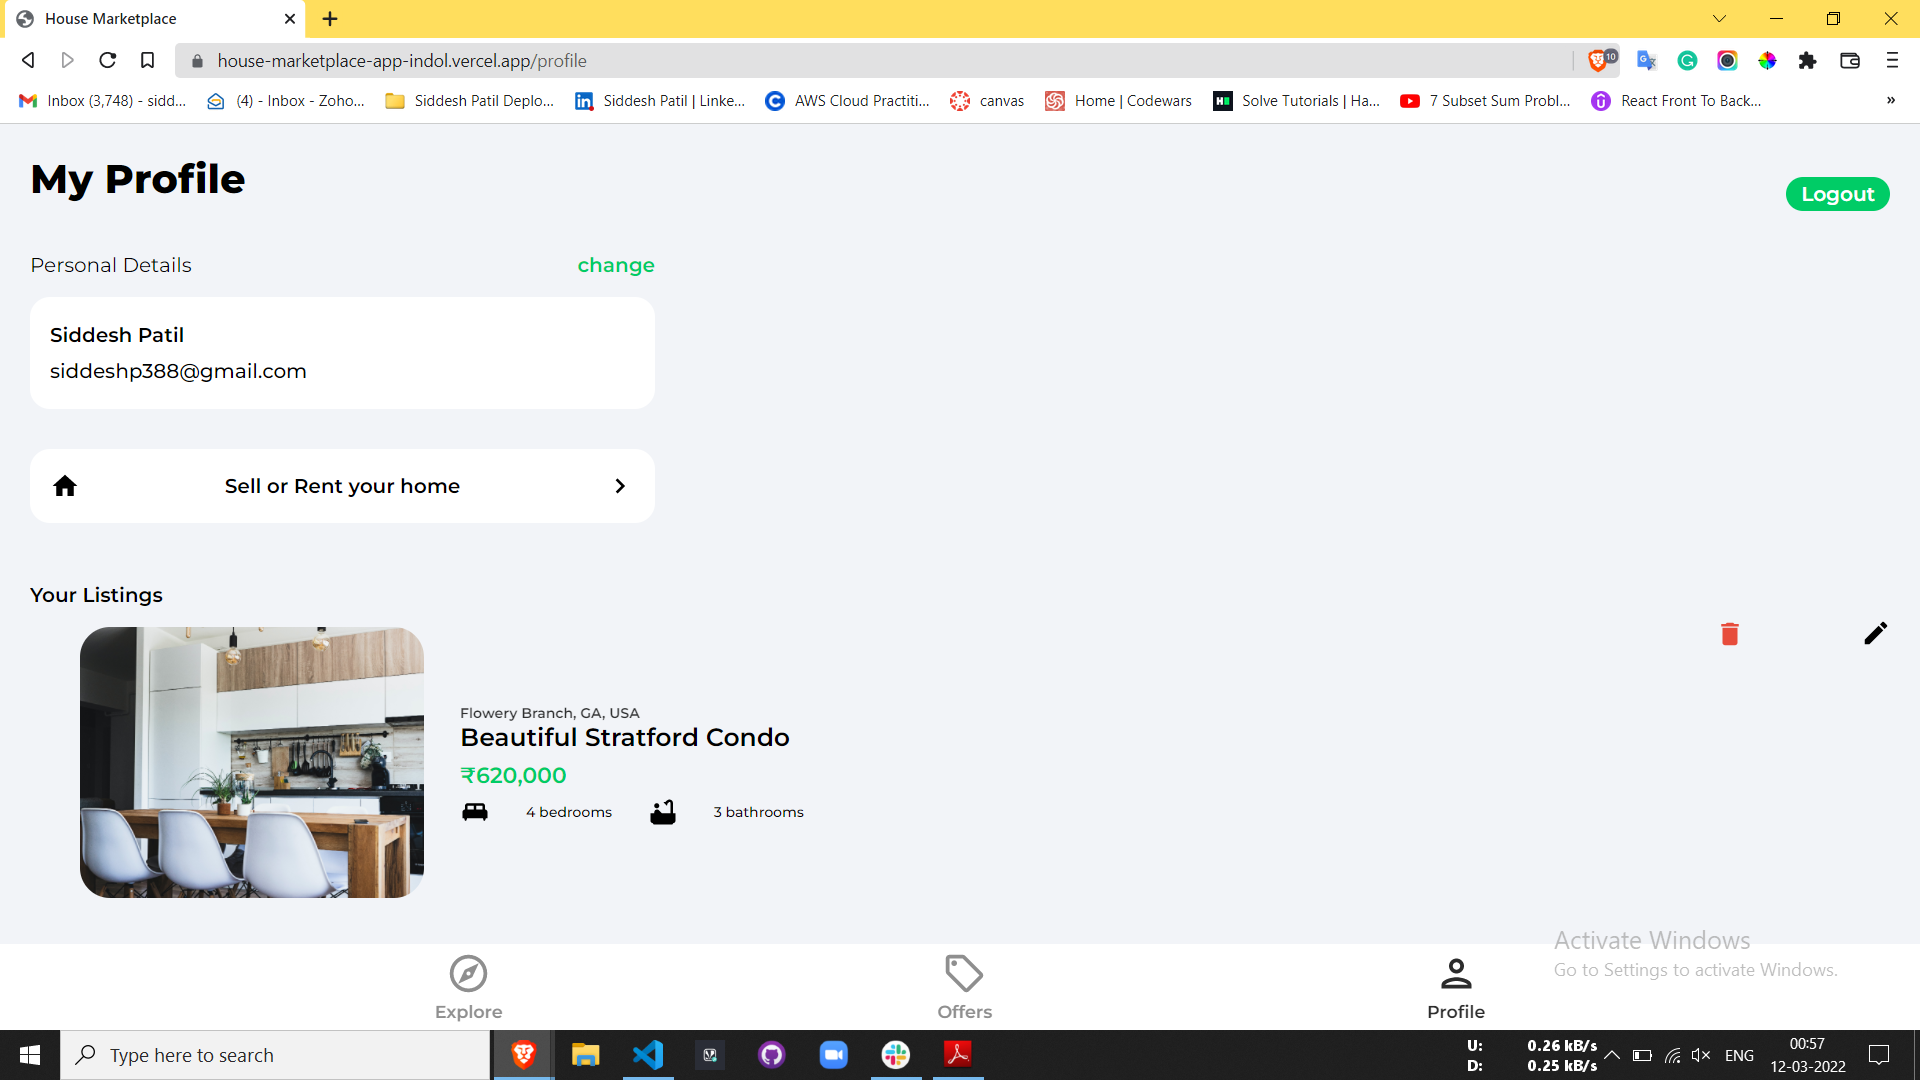 House Marketplace
house-marketplace-app-indol.vercel.app/profile
10
Inbox (3,748) - sidd...
(4) - Inbox - Zoho...
Siddesh Patil Deplo...
Siddesh Patil | Linke...
AWS Cloud Practiti...
canvas
Home | Codewars
Solve Tutorials | Ha...
7 Subset Sum Probl...
React Front To Back...
»
My Profile
Logout
Personal Details
change
Siddesh Patil
siddeshp388@gmail.com
Sell or Rent your home
Your Listings
Flowery Branch, GA, USA
Beautiful Stratford Condo
₹620,000
4 bedrooms
3 bathrooms
Activate Windows
Go to Settings to activate Windows.
Explore
Offers
Profile
Type here to search
U: 0.26 kB/s
D: 0.25 kB/s
ENG
00:57
12-03-2022